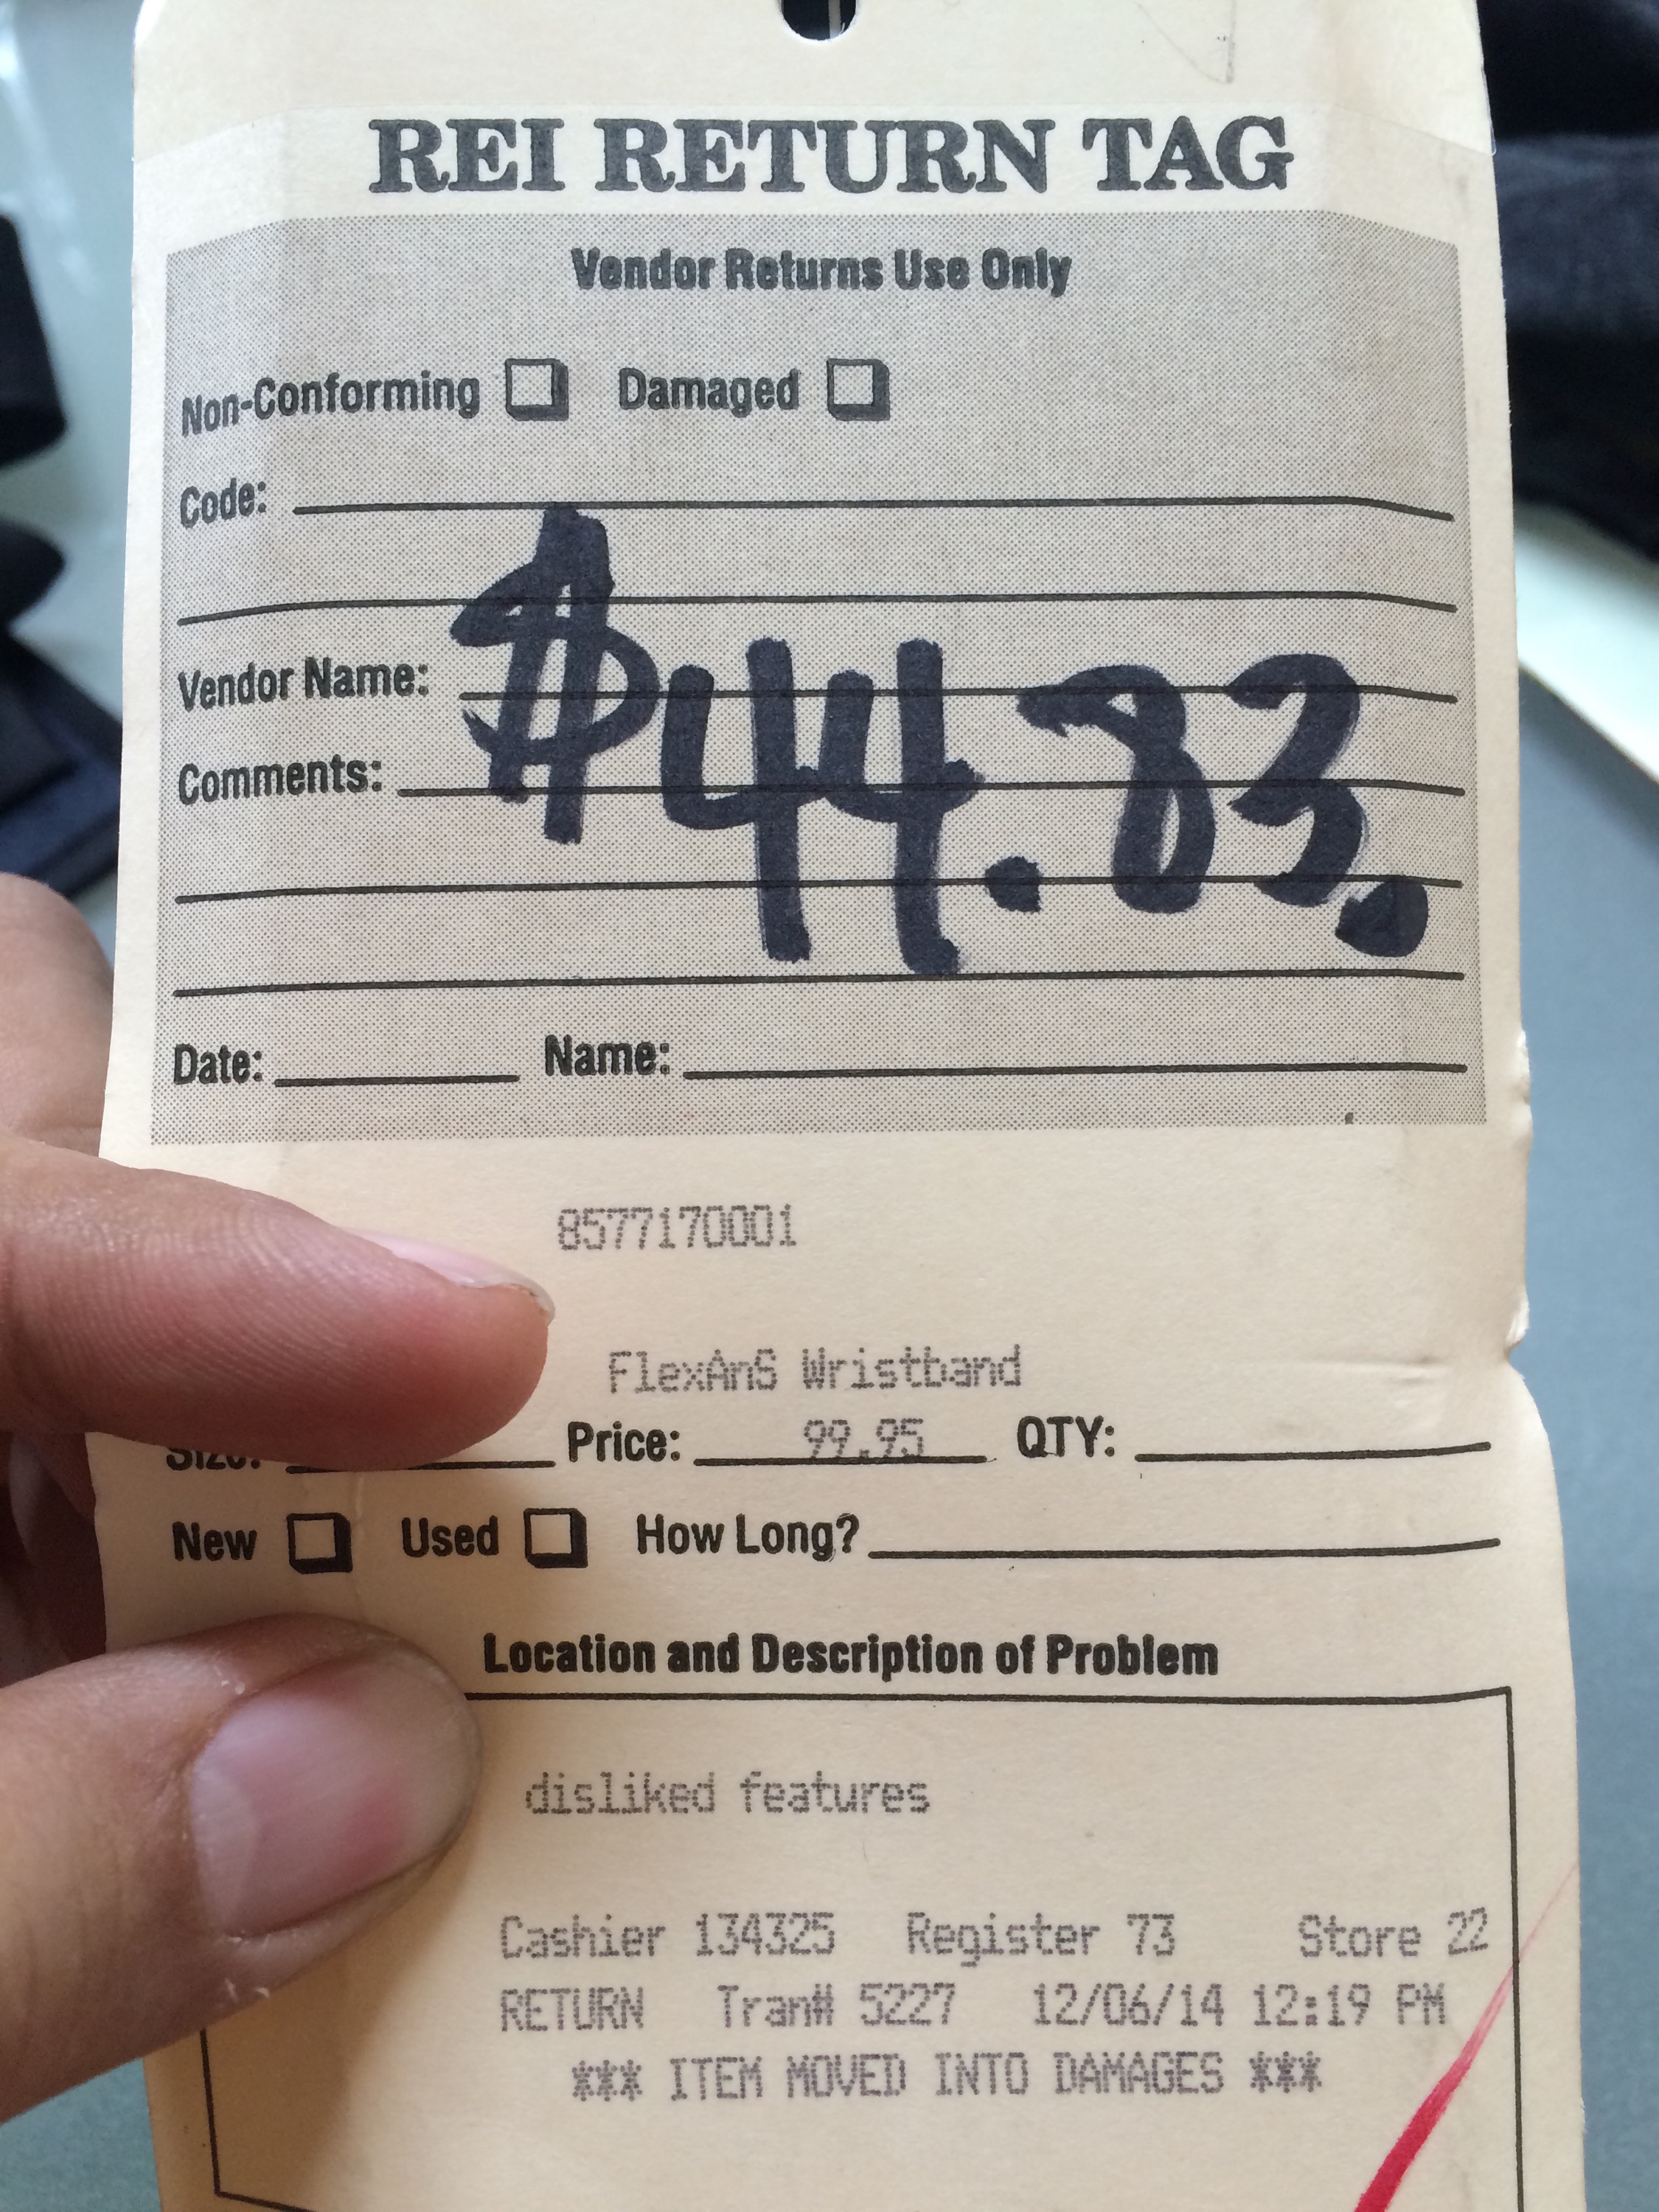 REI RETURN TAG
Vendor Returns Use Only
Non-Conforming Damaged
Code:
Vendor Name:
$44.83.
Comments:
Date: Name:
8577170001
FlexAnS Wristband
Size: Price: 99.95 QTY:
New Used How Long?
Location and Description of Problem
disliked features
Cashier 134325 Register 73 Store 22
RETURN Tran# 5227 12/06/14 12:19 PM
*** ITEM MOVED INTO DAMAGES ***